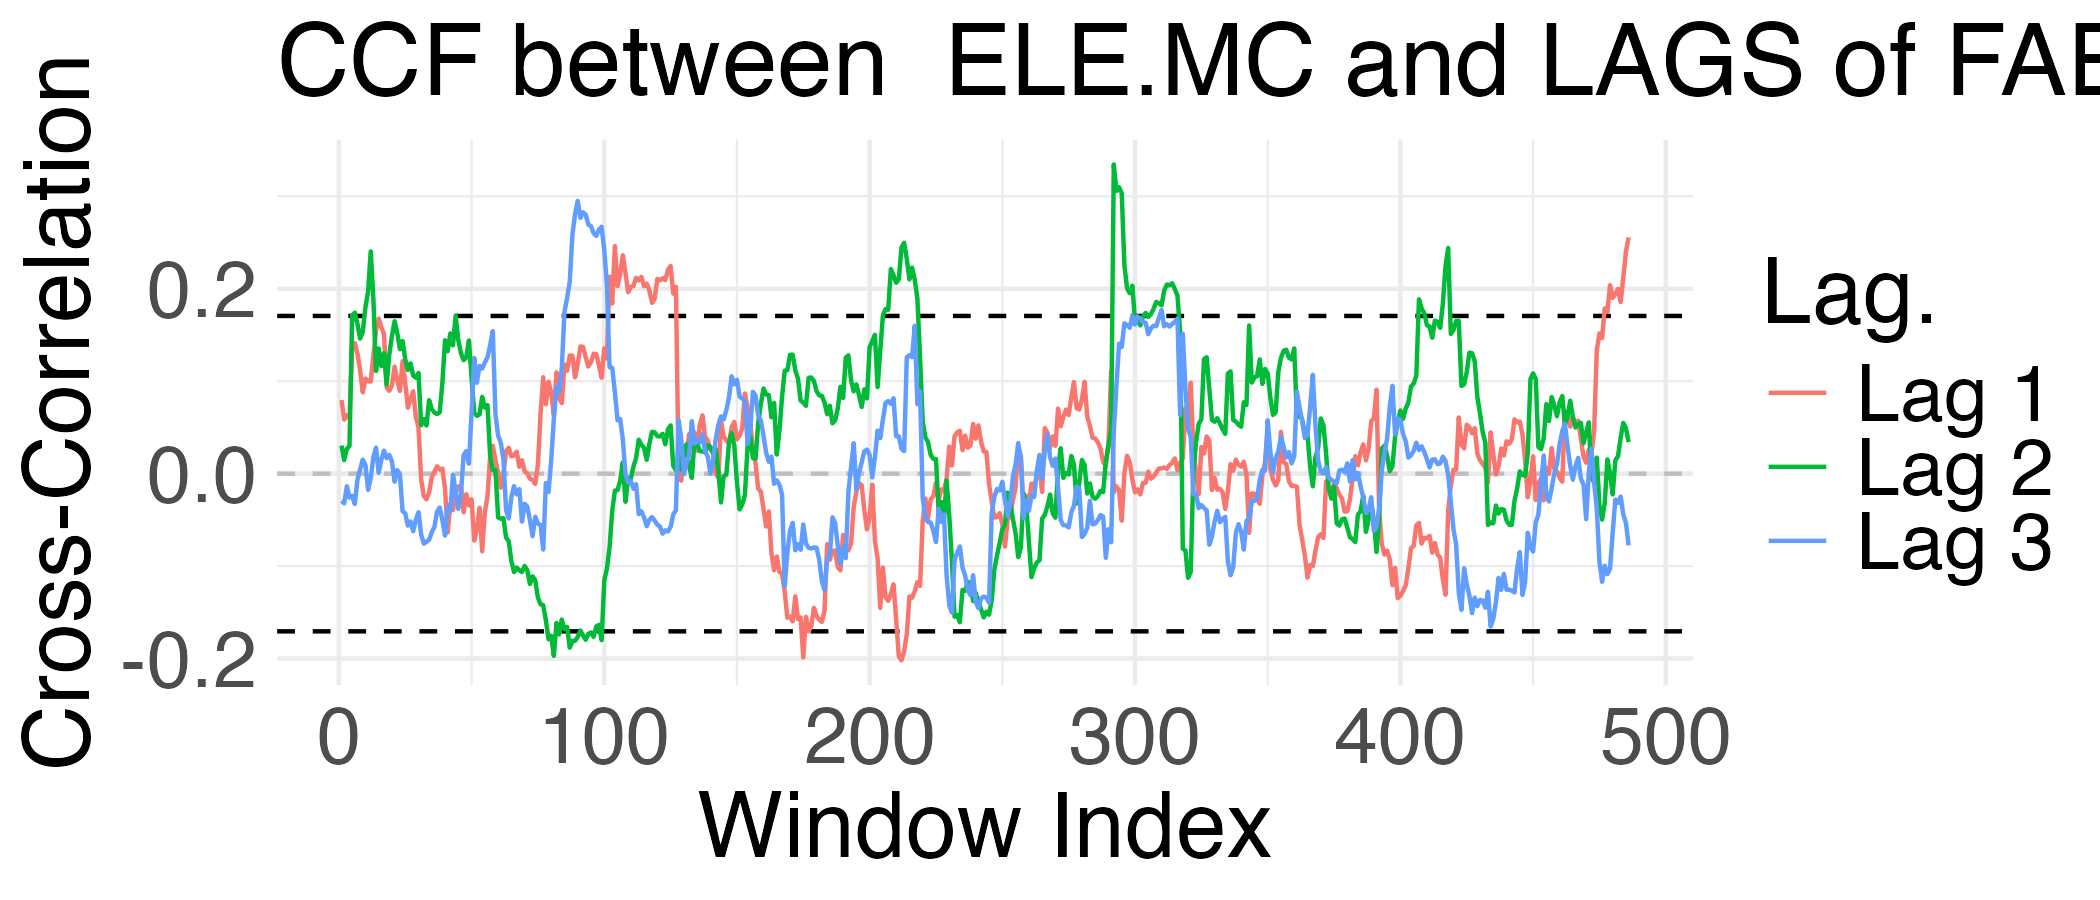 CCF between ELE.MC and LAGS of
Cross-Correlation
0.2
0.0
-0.2
0 100 200 300 400 500
Window Index
Lag.
Lag 1
Lag 2
Lag 3